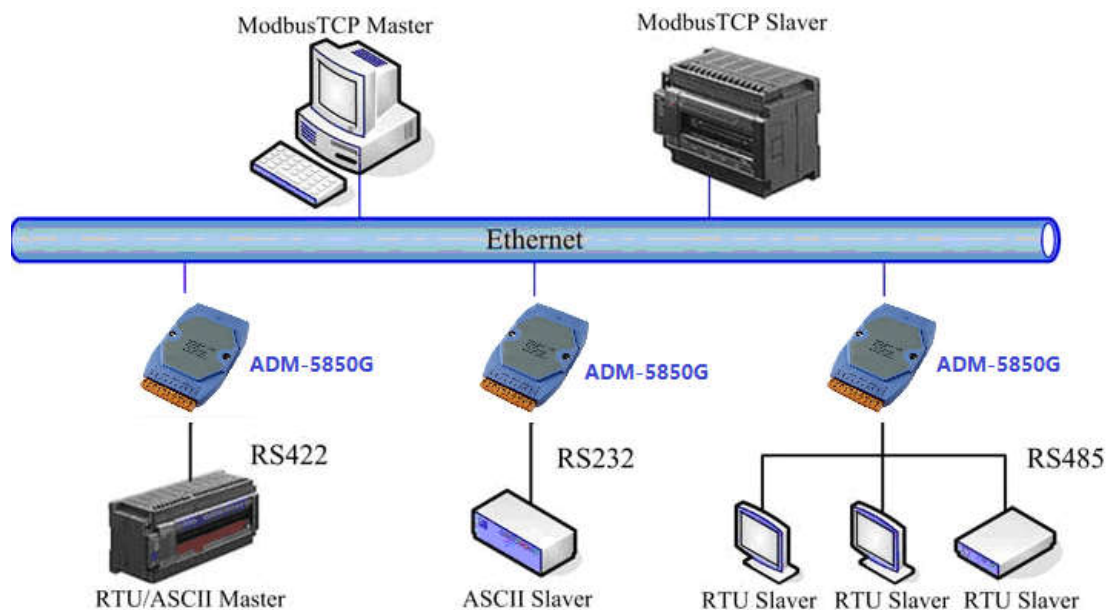 ModbusTCP Master
ModbusTCP Slaver
Ethernet
ADM-5850G
ADM-5850G
ADM-5850G
RS422
RS232
RS485
RTU/ASCII Master
ASCII Slaver
RTU Slaver
RTU Slaver
RTU Slaver